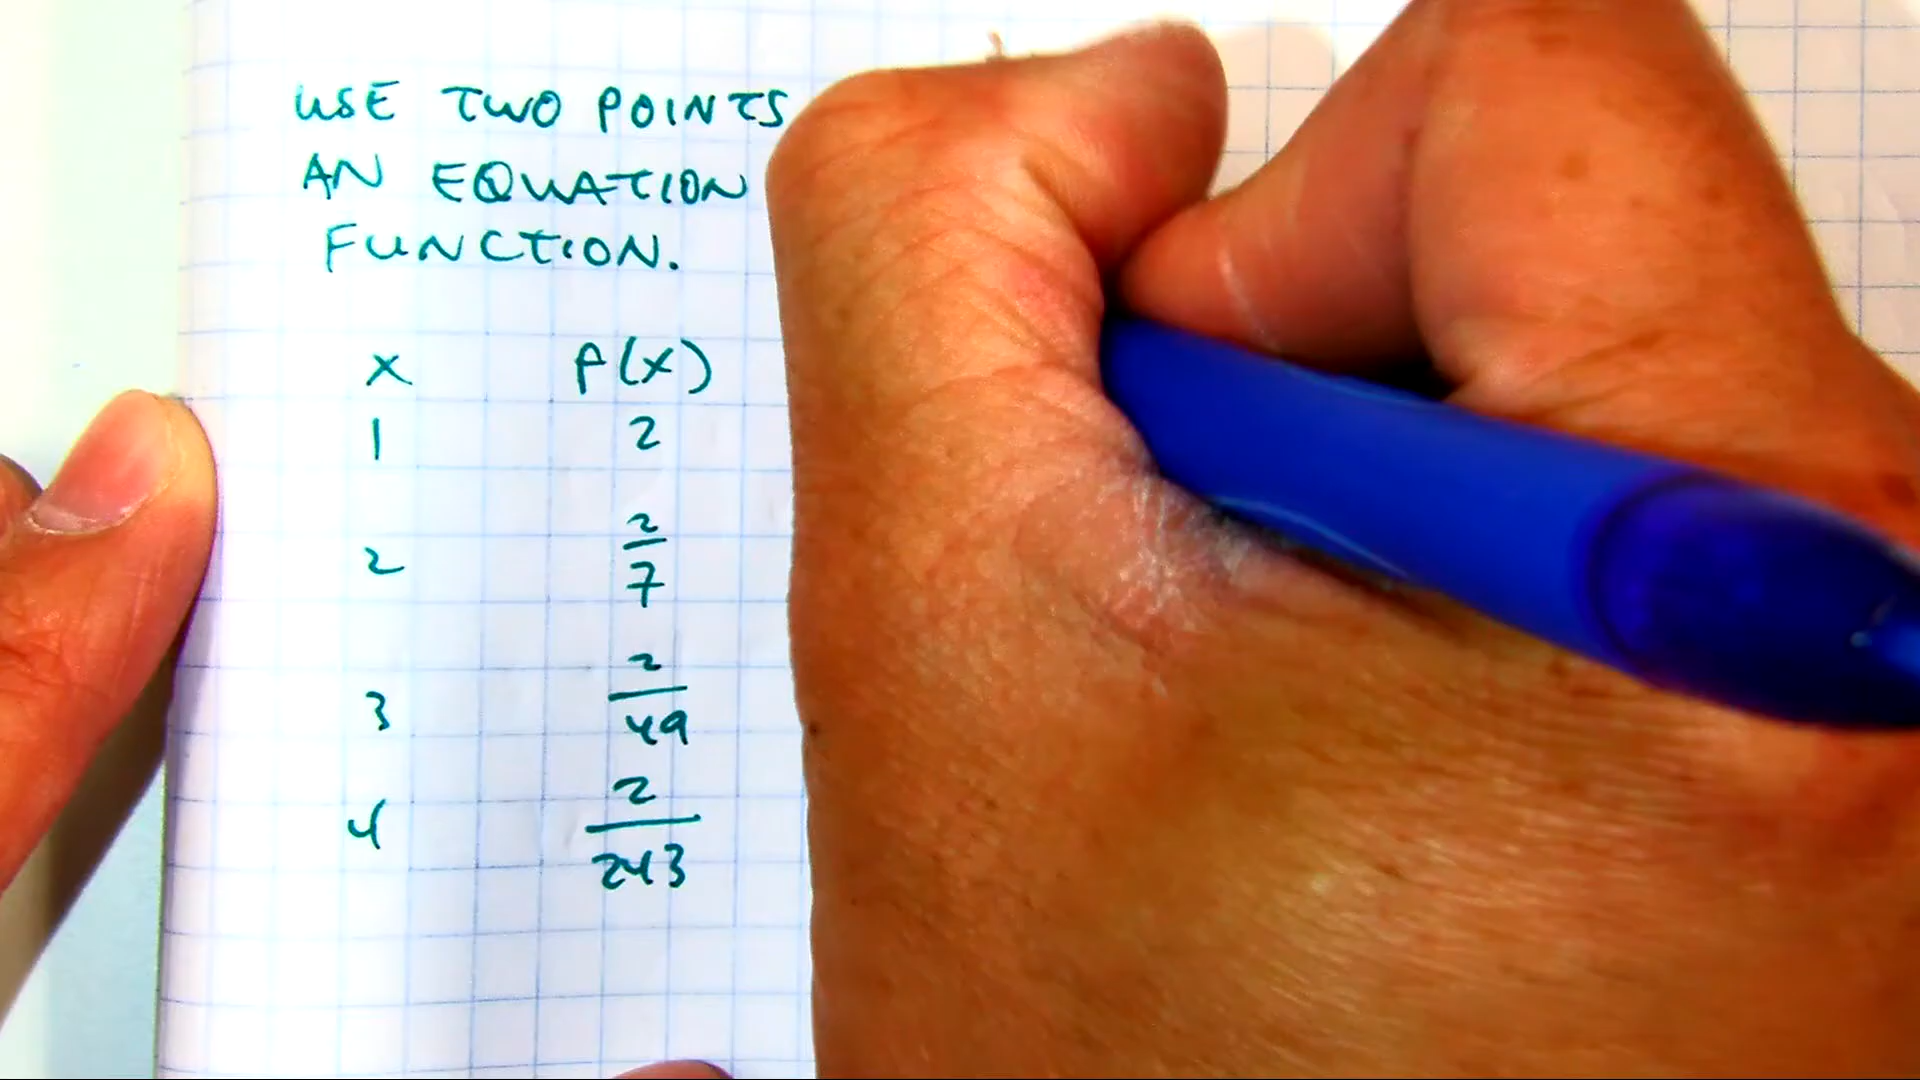 USE TWO POINTS
AN EQUATION
FUNCTION.
x f(x)
1 2
2 2/7
3 2/49
4 2/243